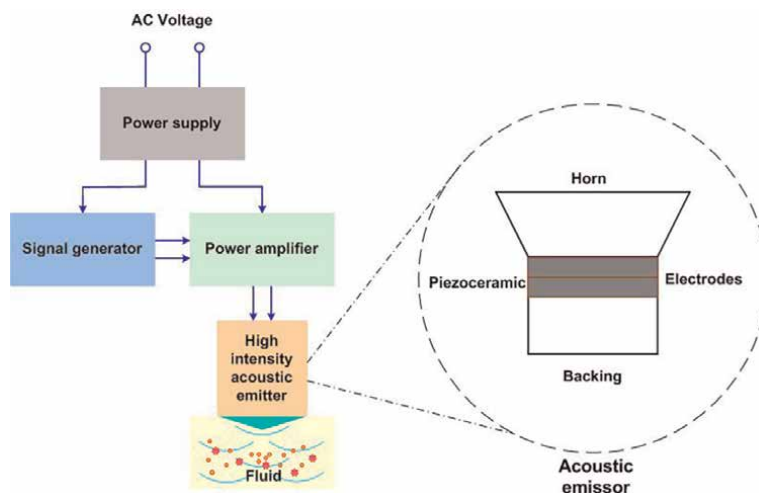 AC Voltage
Power supply
Signal generator
Power amplifier
High
intensity
acoustic
emitter
Fluid
Horn
Piezoceramic
Electrodes
Backing
Acoustic
emissor